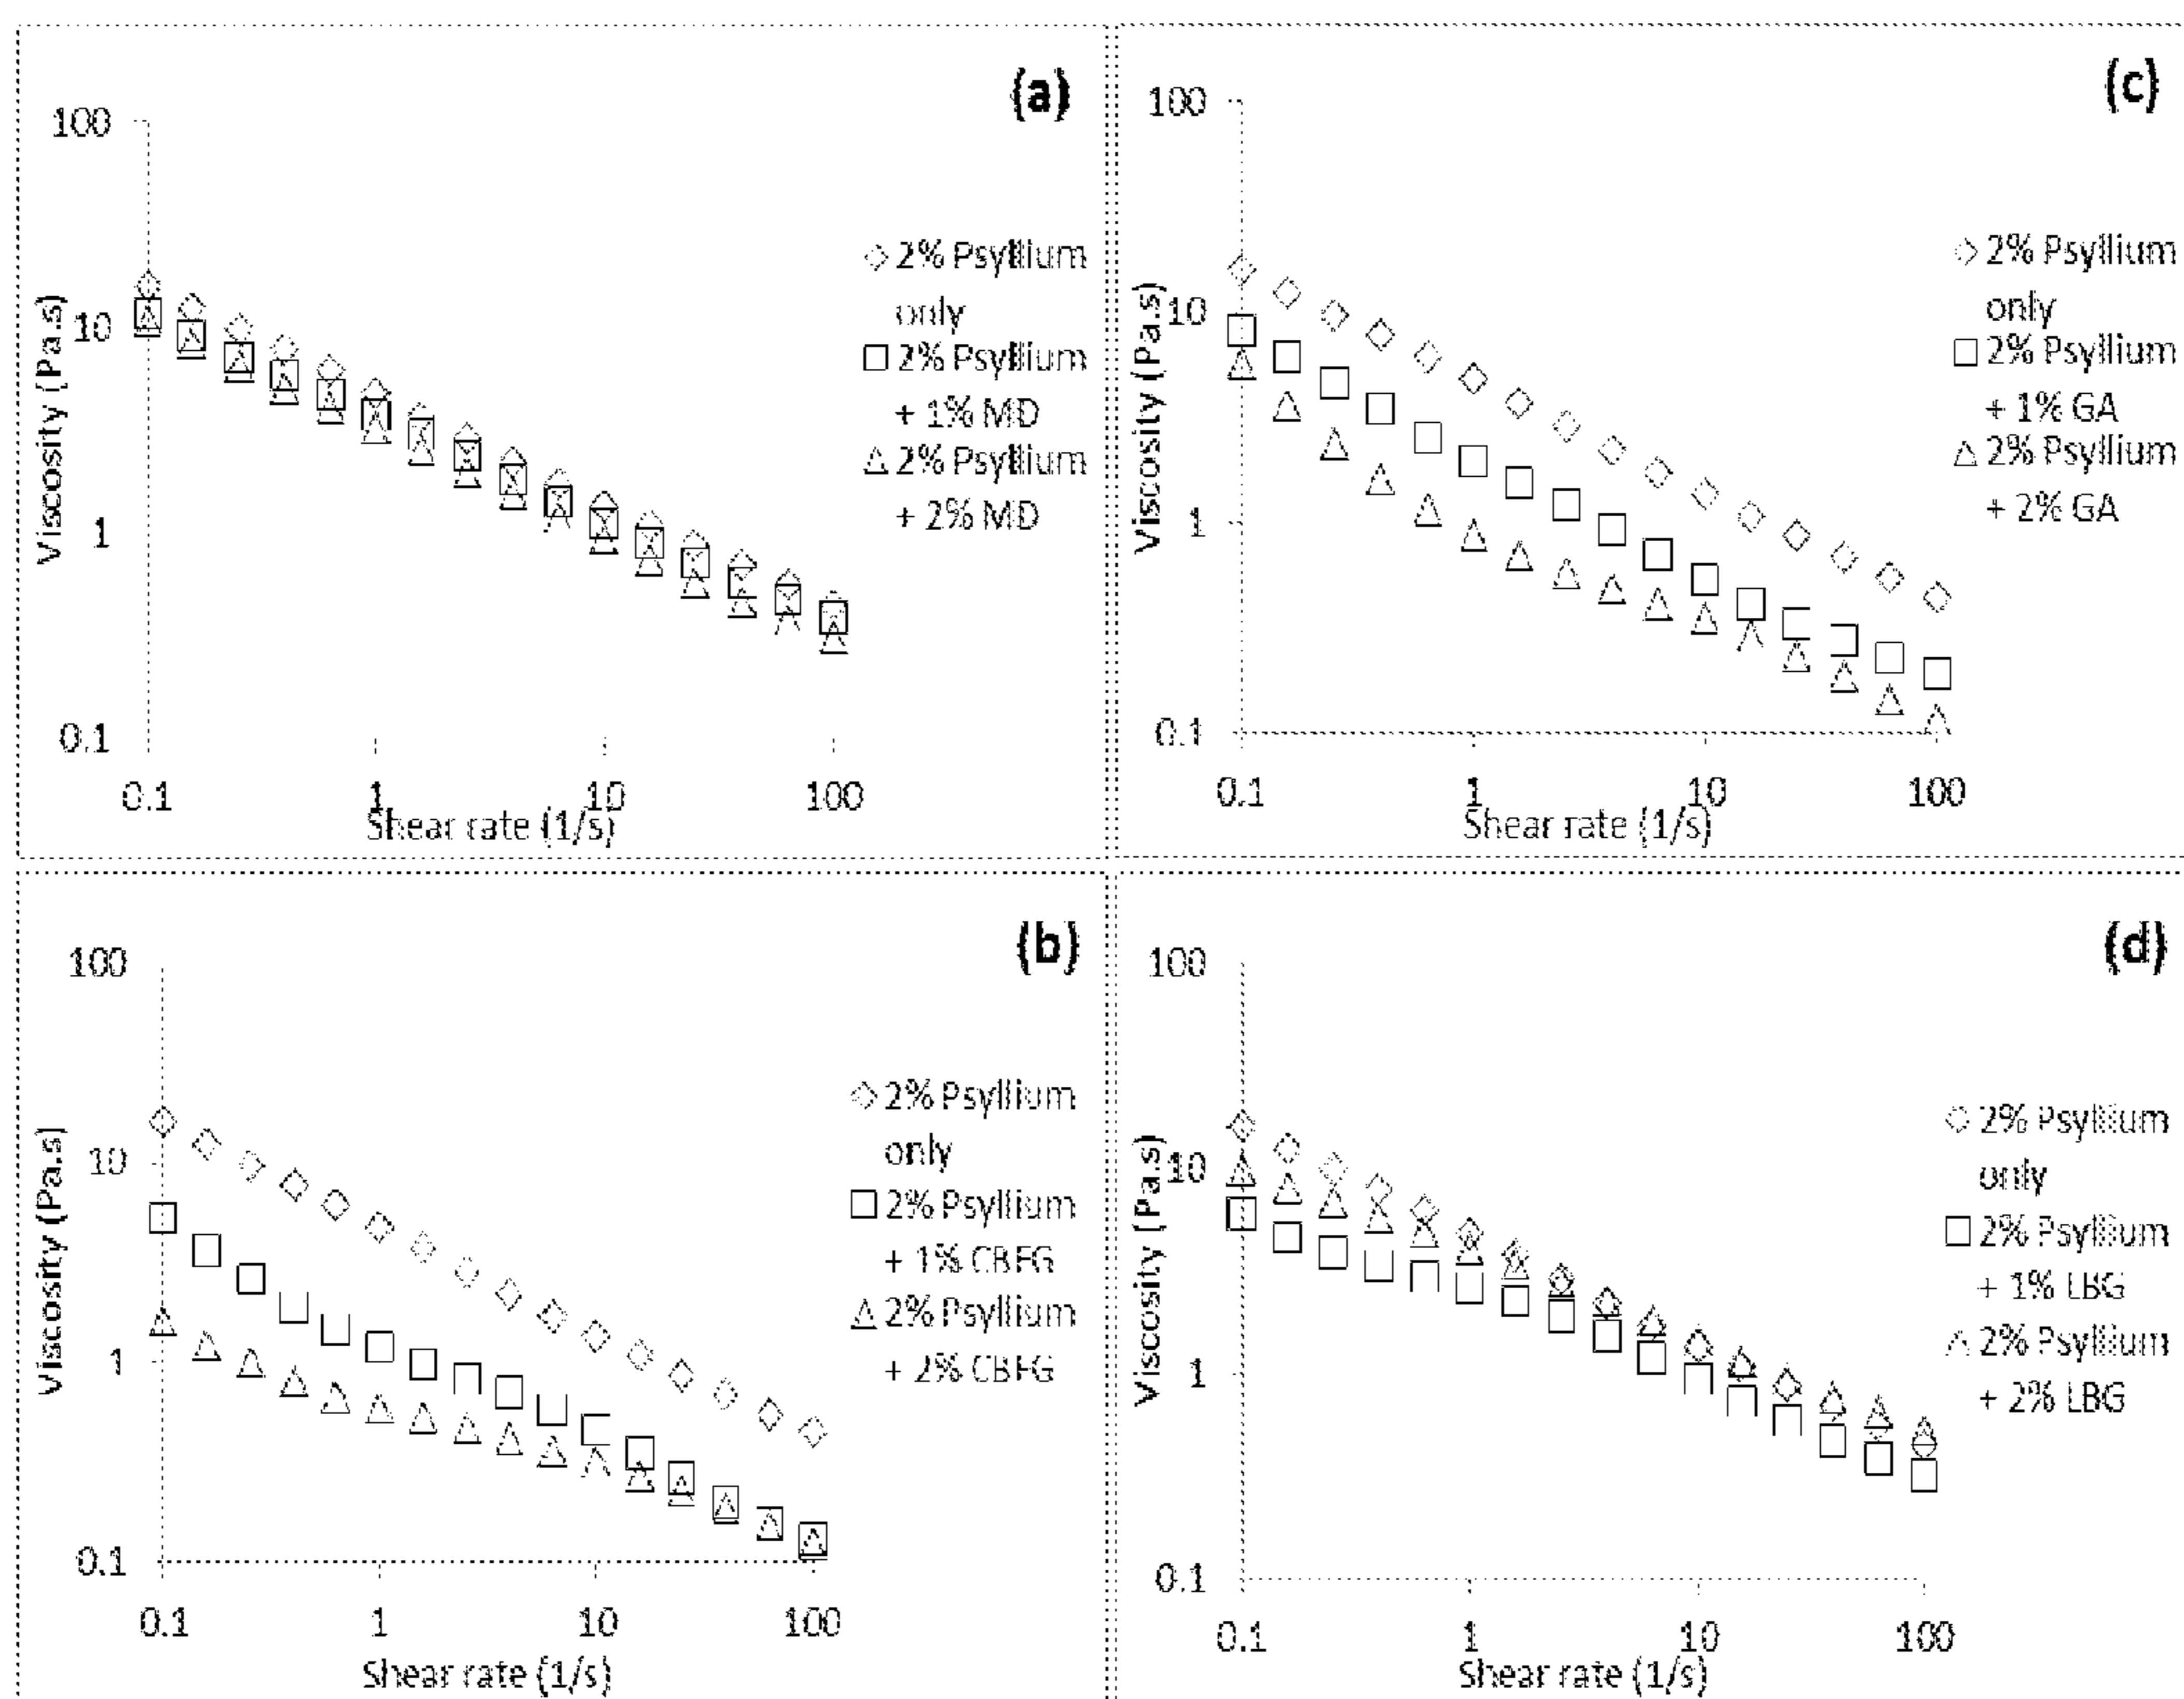 (a)
100
10
1
0.1
Viscosity (Pa.s)
0.1 1 10 100
Shear rate (1/s)
2% Psyllium
only
2% Psyllium
+ 1% MD
2% Psyllium
+ 2% MD
(c)
100
10
1
0.1
Viscosity (Pa.s)
0.1 1 10 100
Shear rate (1/s)
2% Psyllium
only
2% Psyllium
+ 1% GA
2% Psyllium
+ 2% GA
(b)
100
10
1
0.1
Viscosity (Pa.s)
0.1 1 10 100
Shear rate (1/s)
2% Psyllium
only
2% Psyllium
+ 1% CBFG
2% Psyllium
+ 2% CBFG
(d)
100
10
1
0.1
Viscosity (Pa.s)
0.1 1 10 100
Shear rate (1/s)
2% Psyllium
only
2% Psyllium
+ 1% LBG
2% Psyllium
+ 2% LBG